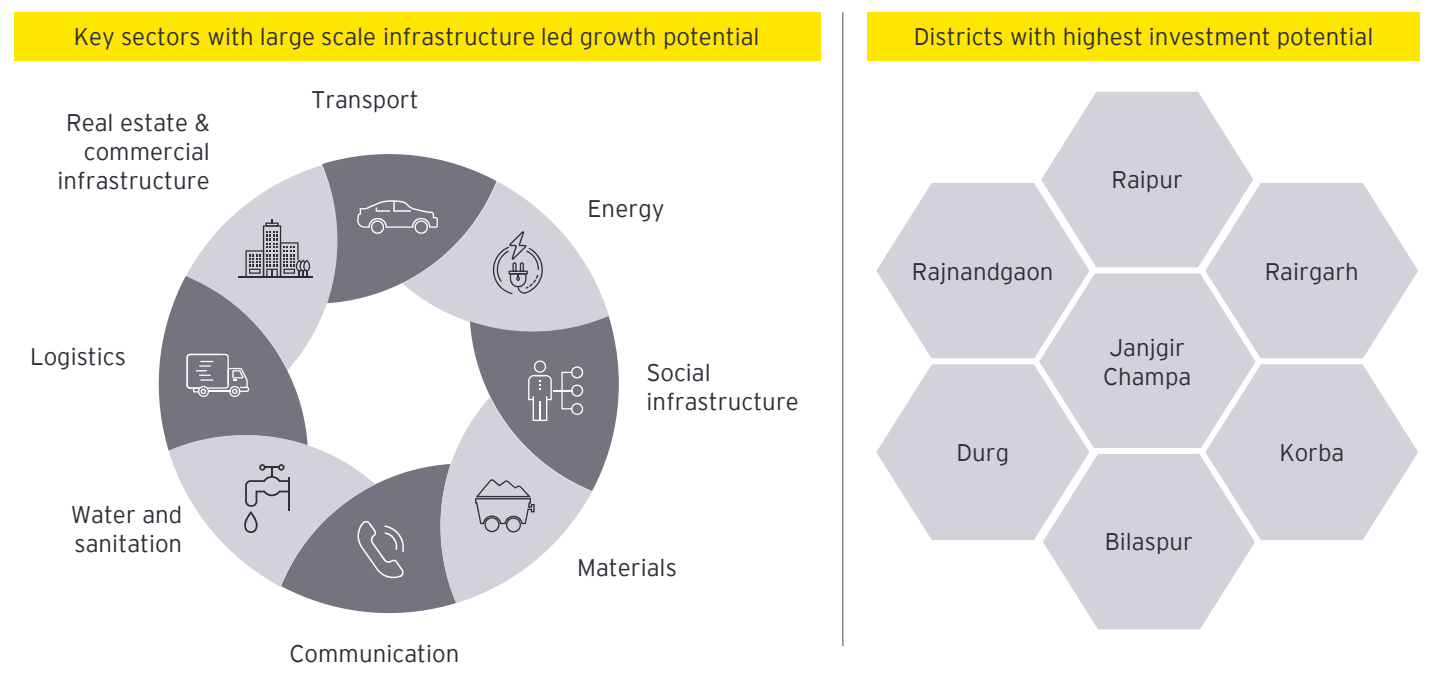 Key sectors with large scale infrastructure led growth potential
Transport
Real estate &
commercial
infrastructure
Energy
Logistics
Social
infrastructure
Water and
sanitation
Materials
Communication
Districts with highest investment potential
Raipur
Rajnandgaon
Rairgarh
Janjgir
Champa
Durg
Korba
Bilaspur